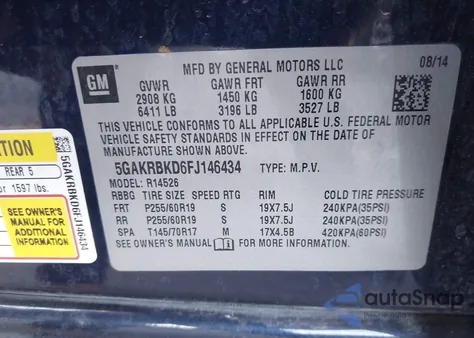 MFD BY GENERAL MOTORS LLC 08/14
GM
GVWR GAWR FRT GAWR RR
2908 KG 1450 KG 1600 KG
6411 LB 3196 LB 3527 LB
THIS VEHICLE CONFORMS TO ALL APPLICABLE U.S. FEDERAL MOTOR
VEHICLE SAFETY STANDARDS IN EFFECT ON THE DATE OF
MANUFACTURE SHOWN ABOVE.
5GAKRBKD6FJ146434 TYPE: M.P.V.
MODEL: R14526
RBBG TIRE SIZE SPEED RTG RIM COLD TIRE PRESSURE
FRT P255/60R19 S 19X7.5J 240KPA(35PSI)
RR P255/60R19 S 19X7.5J 240KPA(35PSI)
SPA T145/70R17 M 17X4.5B 420KPA(60PSI)
SEE OWNER'S MANUAL FOR MORE INFORMATION
ATION
REAR 5
or 1597 lbs.
SEE OWNER'S
MANUAL FOR
ADDITIONAL
INFORMATION
5GAKRBKD6FJ146434
autoSnap